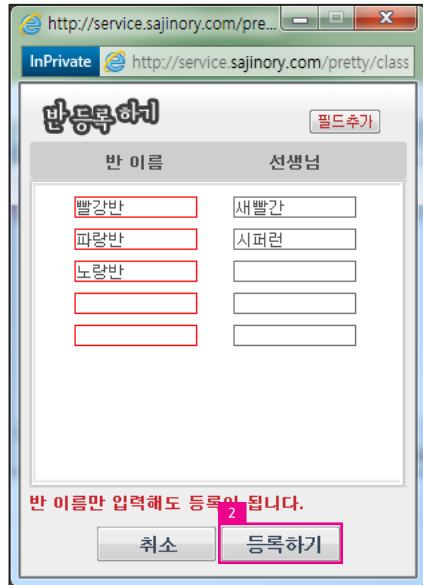 http://service.sajinory.com/pre...
InPrivate http://service.sajinory.com/pretty/class
반등록하기
필드추가
반 이름 선생님
빨강반 새빨간
파랑반 시퍼런
노랑반
반 이름만 입력해도 등록이 됩니다.
2
취소 등록하기